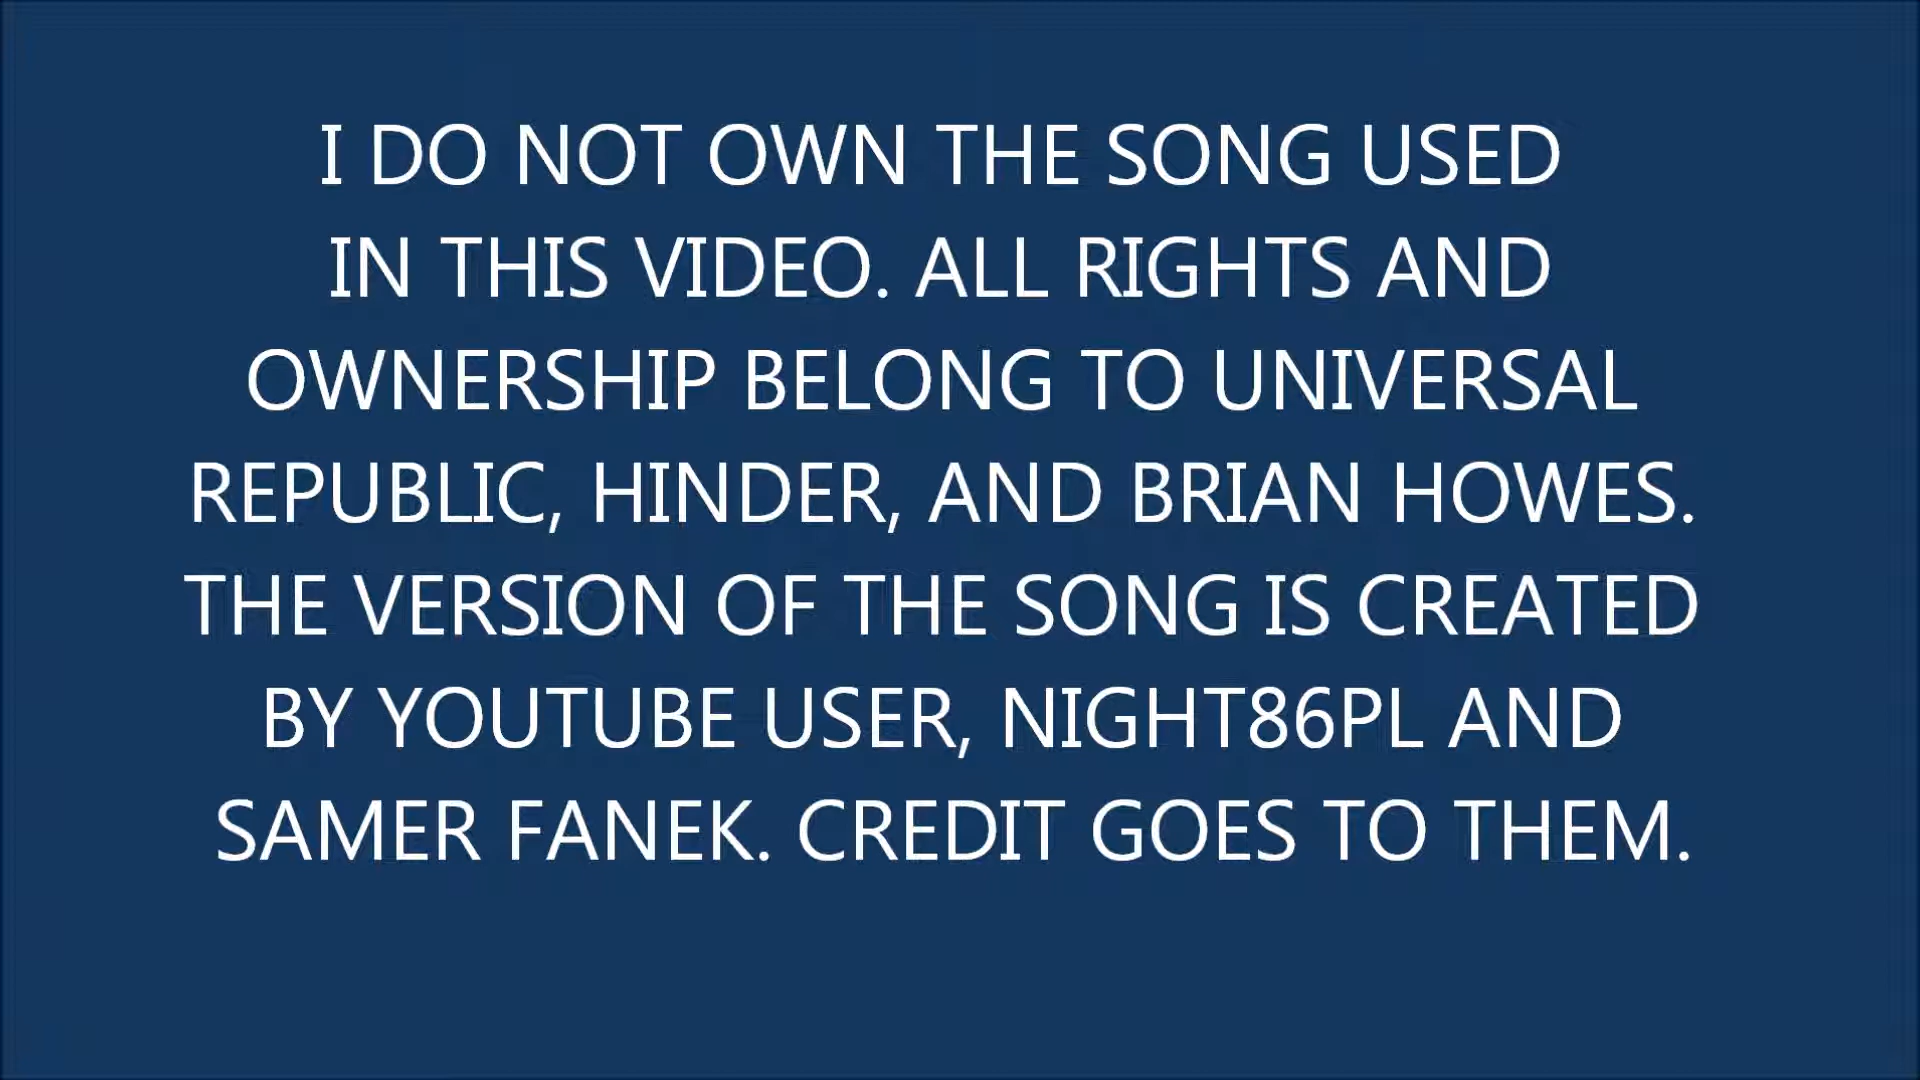 I DO NOT OWN THE SONG USED
IN THIS VIDEO. ALL RIGHTS AND
OWNERSHIP BELONG TO UNIVERSAL
REPUBLIC, HINDER, AND BRIAN HOWES.
THE VERSION OF THE SONG IS CREATED
BY YOUTUBE USER, NIGHT86PL AND
SAMER FANEK. CREDIT GOES TO THEM.